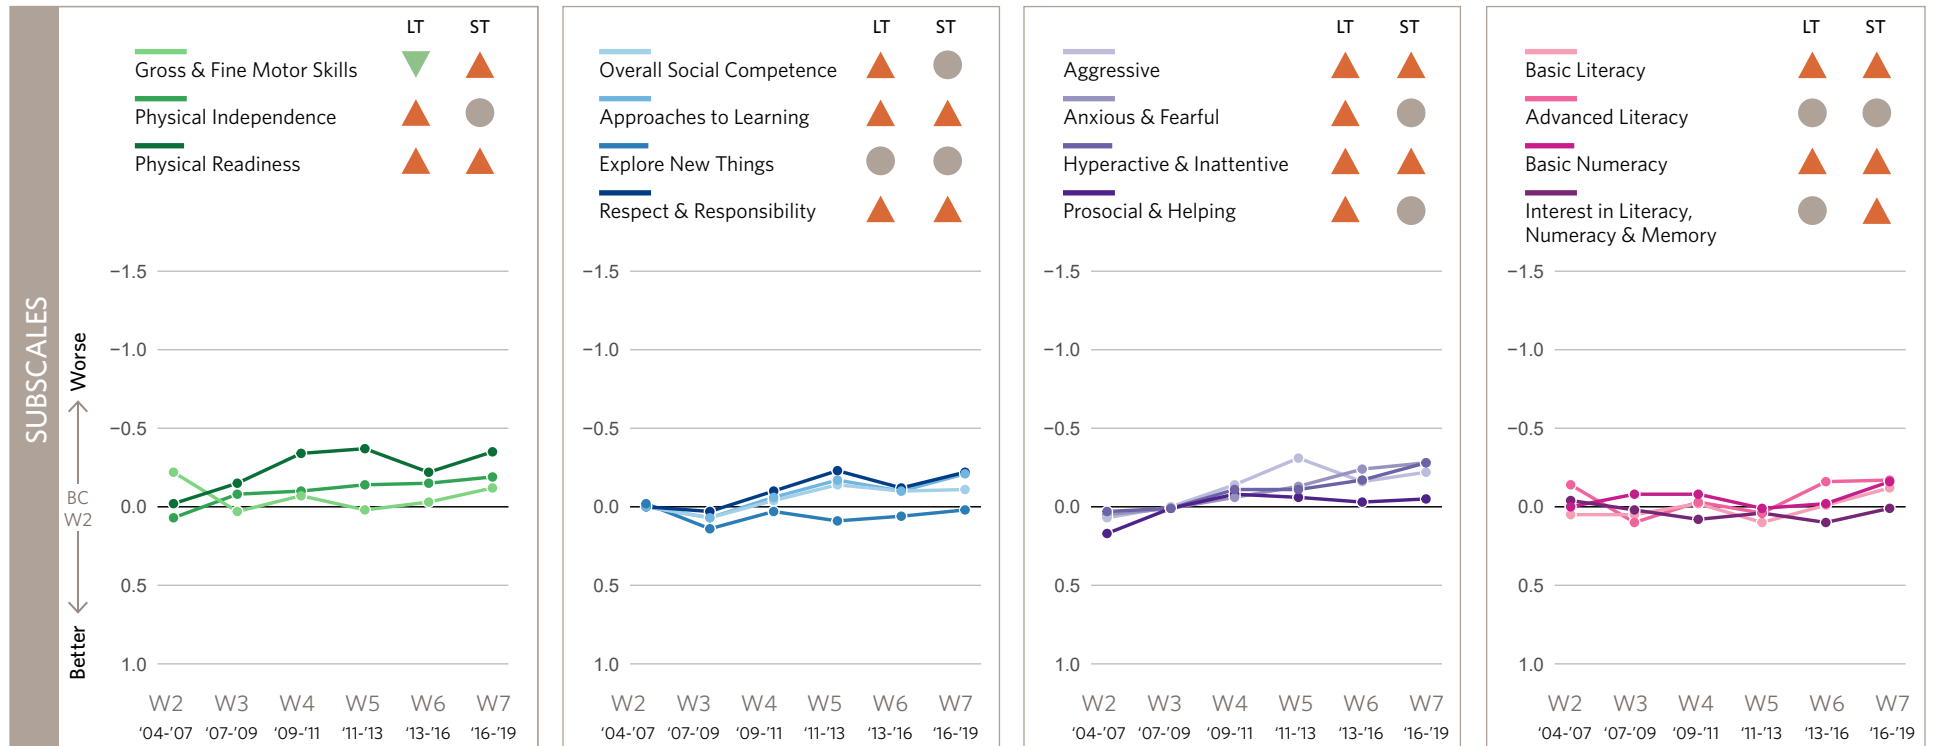 SUBSCALES
Worse
BC
W2
Better
LT ST
Gross & Fine Motor Skills
Physical Independence
Physical Readiness
−1.5
−1.0
−0.5
0.0
0.5
1.0
W2 W3 W4 W5 W6 W7
‘04-’07 ‘07-’09 ‘09-’11 ‘11-’13 ‘13-’16 ‘16-’19
LT ST
Overall Social Competence
Approaches to Learning
Explore New Things
Respect & Responsibility
−1.5
−1.0
−0.5
0.0
0.5
1.0
W2 W3 W4 W5 W6 W7
‘04-’07 ‘07-’09 ‘09-’11 ‘11-’13 ‘13-’16 ‘16-’19
LT ST
Aggressive
Anxious & Fearful
Hyperactive & Inattentive
Prosocial & Helping
−1.5
−1.0
−0.5
0.0
0.5
1.0
W2 W3 W4 W5 W6 W7
‘04-’07 ‘07-’09 ‘09-’11 ‘11-’13 ‘13-’16 ‘16-’19
LT ST
Basic Literacy
Advanced Literacy
Basic Numeracy
Interest in Literacy,
Numeracy & Memory
−1.5
−1.0
−0.5
0.0
0.5
1.0
W2 W3 W4 W5 W6 W7
‘04-’07 ‘07-’09 ‘09-’11 ‘11-’13 ‘13-’16 ‘16-’19